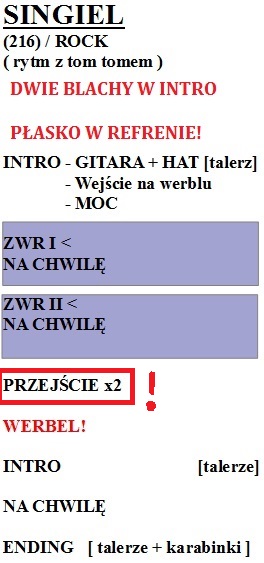 SINGIEL
(216) / ROCK
( rytm z tom tomem )
DWIE BLACHY W INTRO
PŁASKO W REFRENIE!
INTRO - GITARA + HAT [talerz]
- Wejście na werblu
- MOC
ZWR I <
NA CHWILĘ
ZWR II <
NA CHWILĘ
PRZEJŚCIE x2 !
WERBEL!
INTRO [talerze]
NA CHWILĘ
ENDING [ talerze + karabinki ]